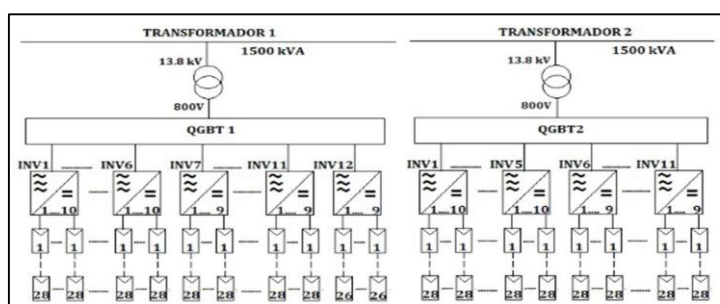 TRANSFORMADOR 1
1500 kVA
13.8 kV
800V
QGBT 1
INV1 ........... INV6 INV7 ........... INV11 INV12
1.... 10 1.... 10 1.... 9 1.... 9 1.... 9
1 1 1 1 1 1 1 1 1 1
28 28 28 28 28 28 28 28 26 26
TRANSFORMADOR 2
1500 kVA
13.8 kV
800V
QGBT2
INV1 ........... INV5 INV6 ........... INV11
1.... 10 1.... 10 1.... 9 1.... 9
1 1 1 1 1 1 1 1
28 28 28 28 28 28 28 28